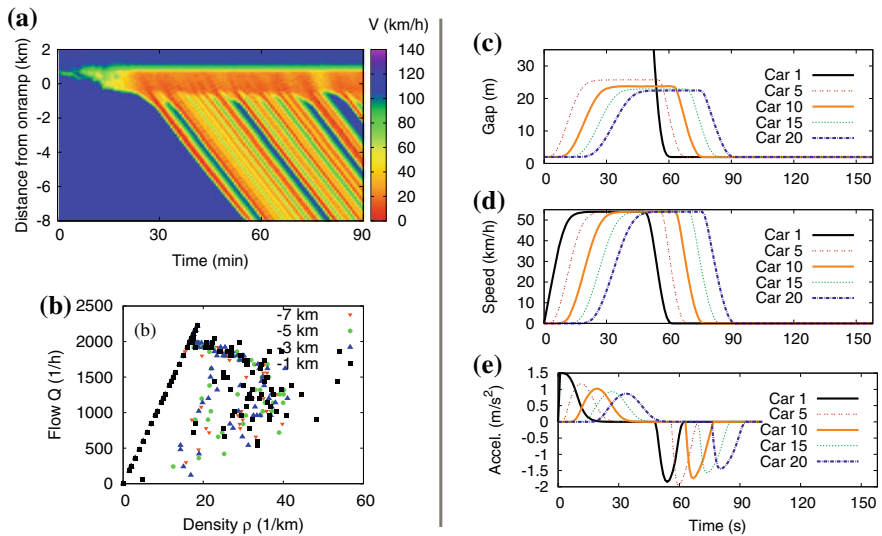 (a)
V (km/h)
Distance from onramp (km)
2
0
-2
-4
-6
-8
0 30 60 90
Time (min)
140
120
100
80
60
40
20
0
(b)
(b)
Flow Q (1/h)
2500
2000
1500
1000
500
0
-7 km
-5 km
-3 km
-1 km
0 20 40 60
Density ρ (1/km)
(c)
Gap (m)
30
20
10
0
Car 1
Car 5
Car 10
Car 15
Car 20
0 30 60 90 120 150
(d)
Speed (km/h)
50
40
30
20
10
0
Car 1
Car 5
Car 10
Car 15
Car 20
0 30 60 90 120 150
(e)
Accel. (m/s²)
1.5
1
0.5
0
-0.5
-1
-1.5
-2
Car 1
Car 5
Car 10
Car 15
Car 20
0 30 60 90 120 150
Time (s)